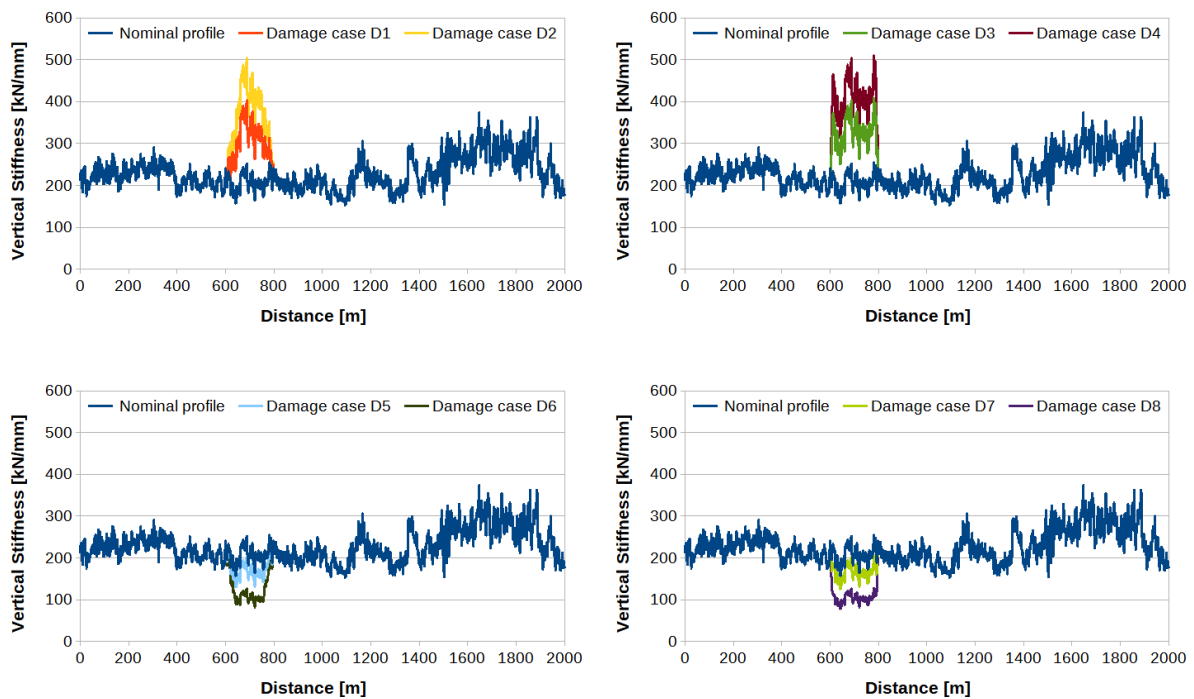 Nominal profile Damage case D1 Damage case D2
Vertical Stiffness [kN/mm]
600
500
400
300
200
100
0
0 200 400 600 800 1000 1200 1400 1600 1800 2000
Distance [m]
Nominal profile Damage case D3 Damage case D4
Vertical Stiffness [kN/mm]
600
500
400
300
200
100
0
0 200 400 600 800 1000 1200 1400 1600 1800 2000
Distance [m]
Nominal profile Damage case D5 Damage case D6
Vertical Stiffness [kN/mm]
600
500
400
300
200
100
0
0 200 400 600 800 1000 1200 1400 1600 1800 2000
Distance [m]
Nominal profile Damage case D7 Damage case D8
Vertical Stiffness [kN/mm]
600
500
400
300
200
100
0
0 200 400 600 800 1000 1200 1400 1600 1800 2000
Distance [m]